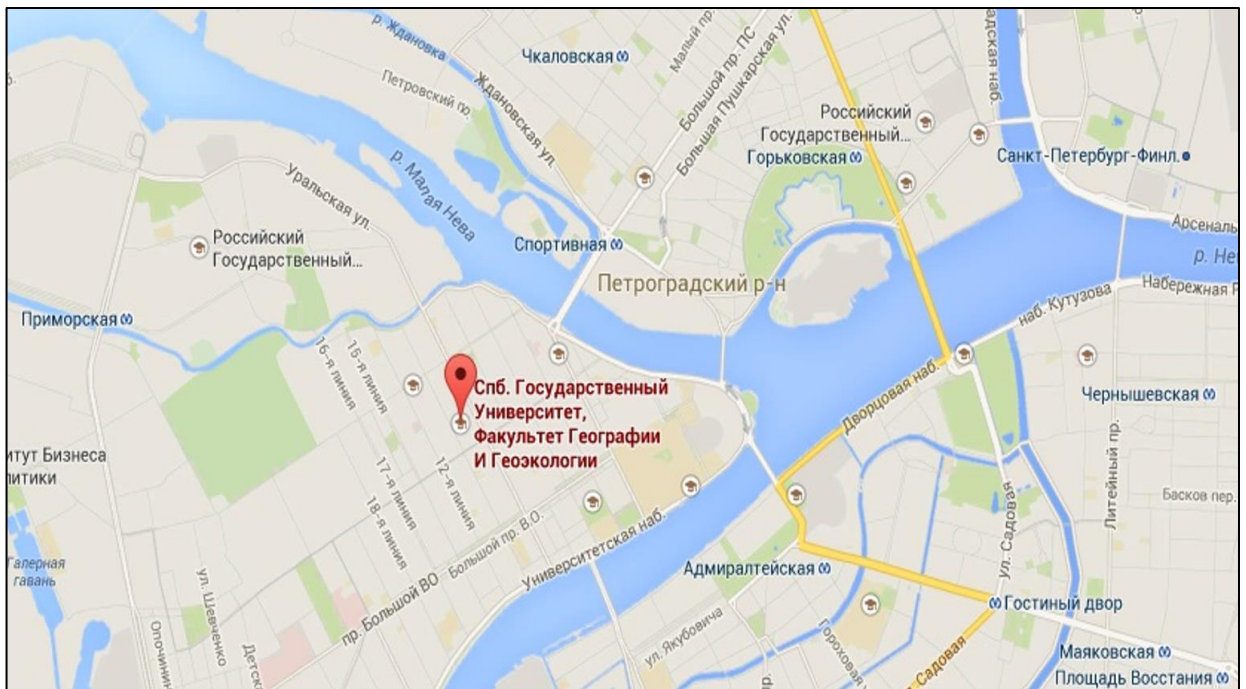 р. Ждановка
Чкаловская
Малый пр.
Большой пр. ПС
Большая Пушкарская ул.
Петровский пр.
Ждановская ул.
Российский
Государственный...
Горьковская
Санкт-Петербург-Финл.
р. Малая Нева
Уральская ул.
Арсеналь
Российский
Государственный...
Спортивная
р. Не
Петроградский р-н
Набережная Р
наб. Кутузова
Приморская
16-я линия
15-я линия
Спб. Государственный
Университет,
Факультет Географии
И Геоэкологии
Дворцовая наб.
Чернышевская
итут Бизнеса
литики
17-я линия
12-я линия
18-я линия
Литейный пр.
Басков пер.
Большой пр. В.О.
Университетская наб.
ул. Садовая
Галерная
гавань
Адмиралтейская
ул. Шевченко
пр. Большой ВО
Гостиный двор
ул. Якубовича
Гороховая
Опочинин
Детска
Садовая
Маяковская
Площадь Восстания